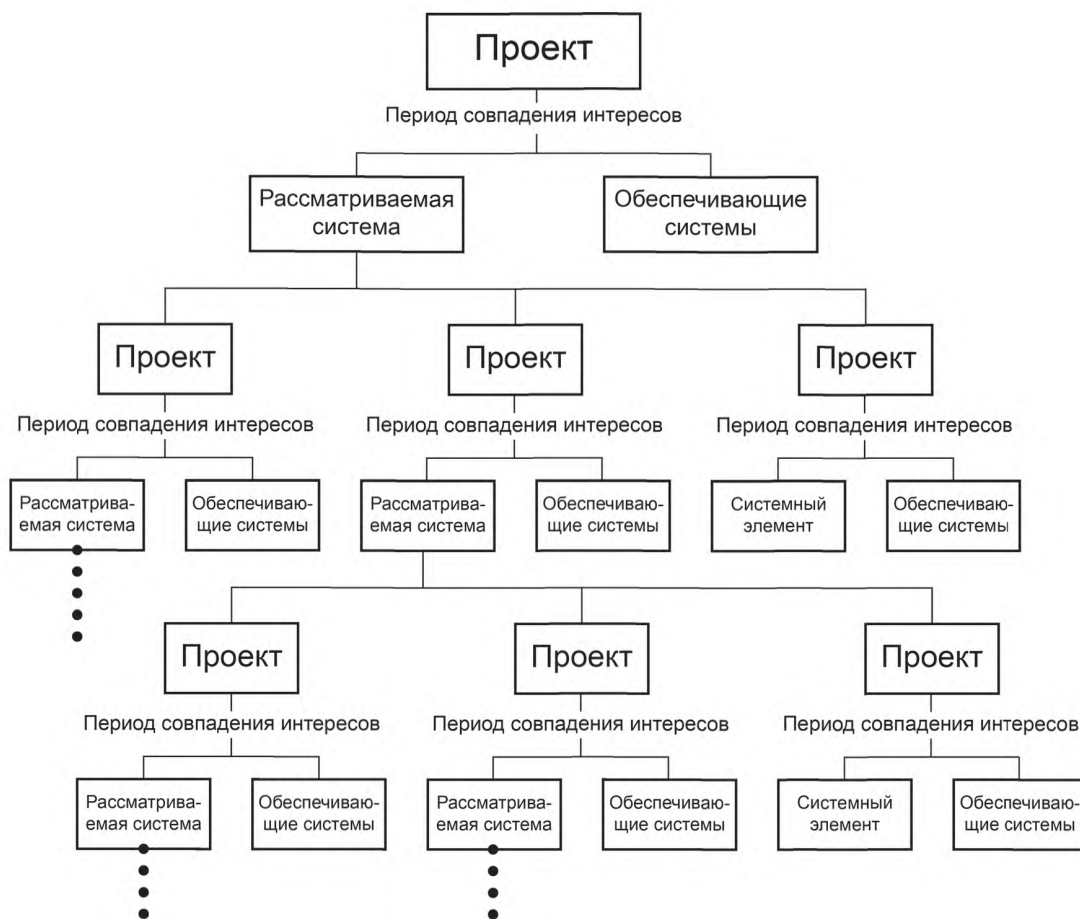 Проект
Период совпадения интересов
Рассматриваемая
система
Обеспечивающие
системы
Проект
Проект
Проект
Период совпадения интересов
Период совпадения интересов
Период совпадения интересов
Рассматрива-
емая система
Обеспечиваю-
щие системы
Рассматрива-
емая система
Обеспечиваю-
щие системы
Системный
элемент
Обеспечиваю-
щие системы
Проект
Проект
Проект
Период совпадения интересов
Период совпадения интересов
Период совпадения интересов
Рассматрива-
емая система
Обеспечиваю-
щие системы
Рассматрива-
емая система
Обеспечиваю-
щие системы
Системный
элемент
Обеспечиваю-
щие системы